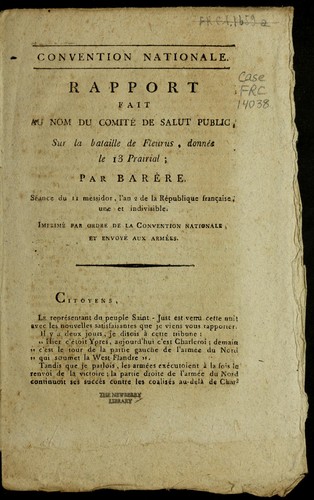 FRC 4.1659 a
CONVENTION NATIONALE.
Case
FRC
14038
RAPPORT
FAIT
AU NOM DU COMITÉ DE SALUT PUBLIC,
Sur la bataille de Fleurus, donnée
le 13 Prairial;
PAR BARÈRE.
Séance du 11 messidor, l'an 2 de la République française,
une et indivisible.
IMPRIMÉ PAR ORDRE DE LA CONVENTION NATIONALE,
ET ENVOYÉ AUX ARMÉES.
CITOYENS,
Le représentant du peuple Saint-Just est venu cette nuit
avec les nouvelles satisfaisantes que je viens vous rapporter.
Il y a deux jours, je disois à cette tribune:
" Hier c'étoit Ypres, aujourd'hui c'est Charleroi; demain
" c'est le tour de la partie gauche de l'armée du Nord
" qui soumet la West Flandre ".
Tandis que je parlois, les armées exécutoient à la fois le
renvoi de la victoire; la partie droite de l'armée du Nord
continuoit ses succès contre les coalisés au-delà de
THE NEWBERRY
LIBRARY